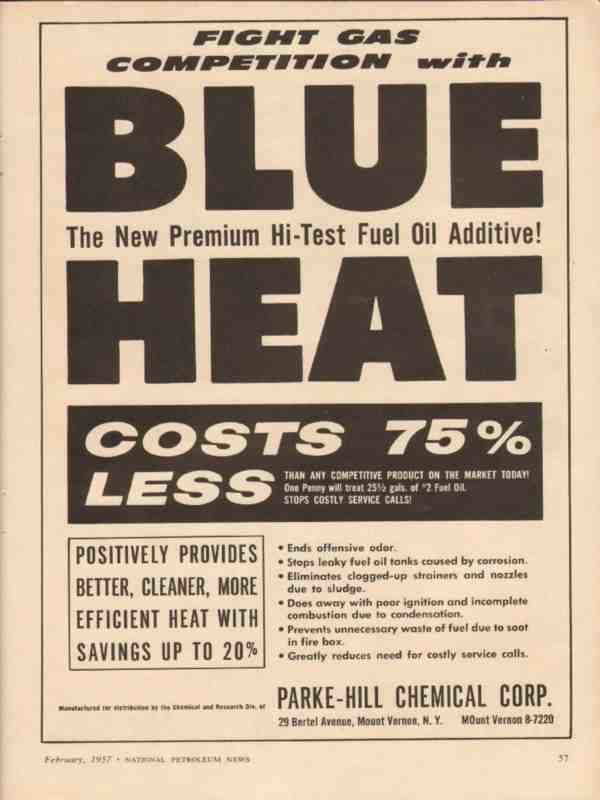 FIGHT GAS
COMPETITION with
BLUE
The New Premium Hi-Test Fuel Oil Additive!
HEAT
COSTS 75%
LESS
THAN ANY COMPETITIVE PRODUCT ON THE MARKET TODAY!
One Penny will treat 25½ gals. of #2 Fuel Oil.
STOPS COSTLY SERVICE CALLS!
POSITIVELY PROVIDES
BETTER, CLEANER, MORE
EFFICIENT HEAT WITH
SAVINGS UP TO 20%
• Ends offensive odor.
• Stops leaky fuel oil tanks caused by corrosion.
• Eliminates clogged-up strainers and nozzles
due to sludge.
• Does away with poor ignition and incomplete
combustion due to condensation.
• Prevents unnecessary waste of fuel due to soot
in fire box.
• Greatly reduces need for costly service calls.
Manufactured for distribution by the Chemical and Research Div. of
PARKE-HILL CHEMICAL CORP.
29 Bertel Avenue, Mount Vernon, N. Y. MOunt Vernon 8-7220
February, 1957 • NATIONAL PETROLEUM NEWS 57